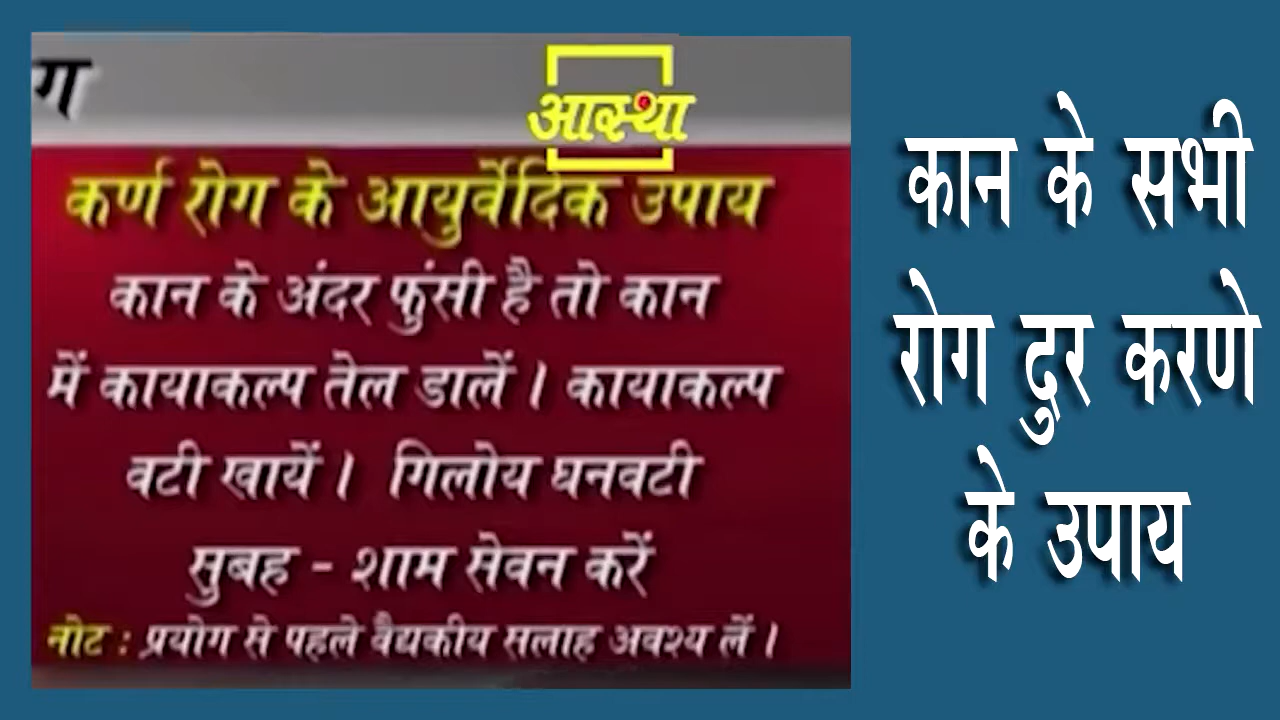 ग
आस्था
कर्ण रोग के आयुर्वेदिक उपाय
कान के अंदर फुंसी है तो कान
में कायाकल्प तेल डालें । कायाकल्प
वटी खायें । गिलोय घनवटी
सुबह - शाम सेवन करें
नोट : प्रयोग से पहले वैद्यकीय सलाह अवश्य लें ।
कान के सभी
रोग दुर करणे
के उपाय